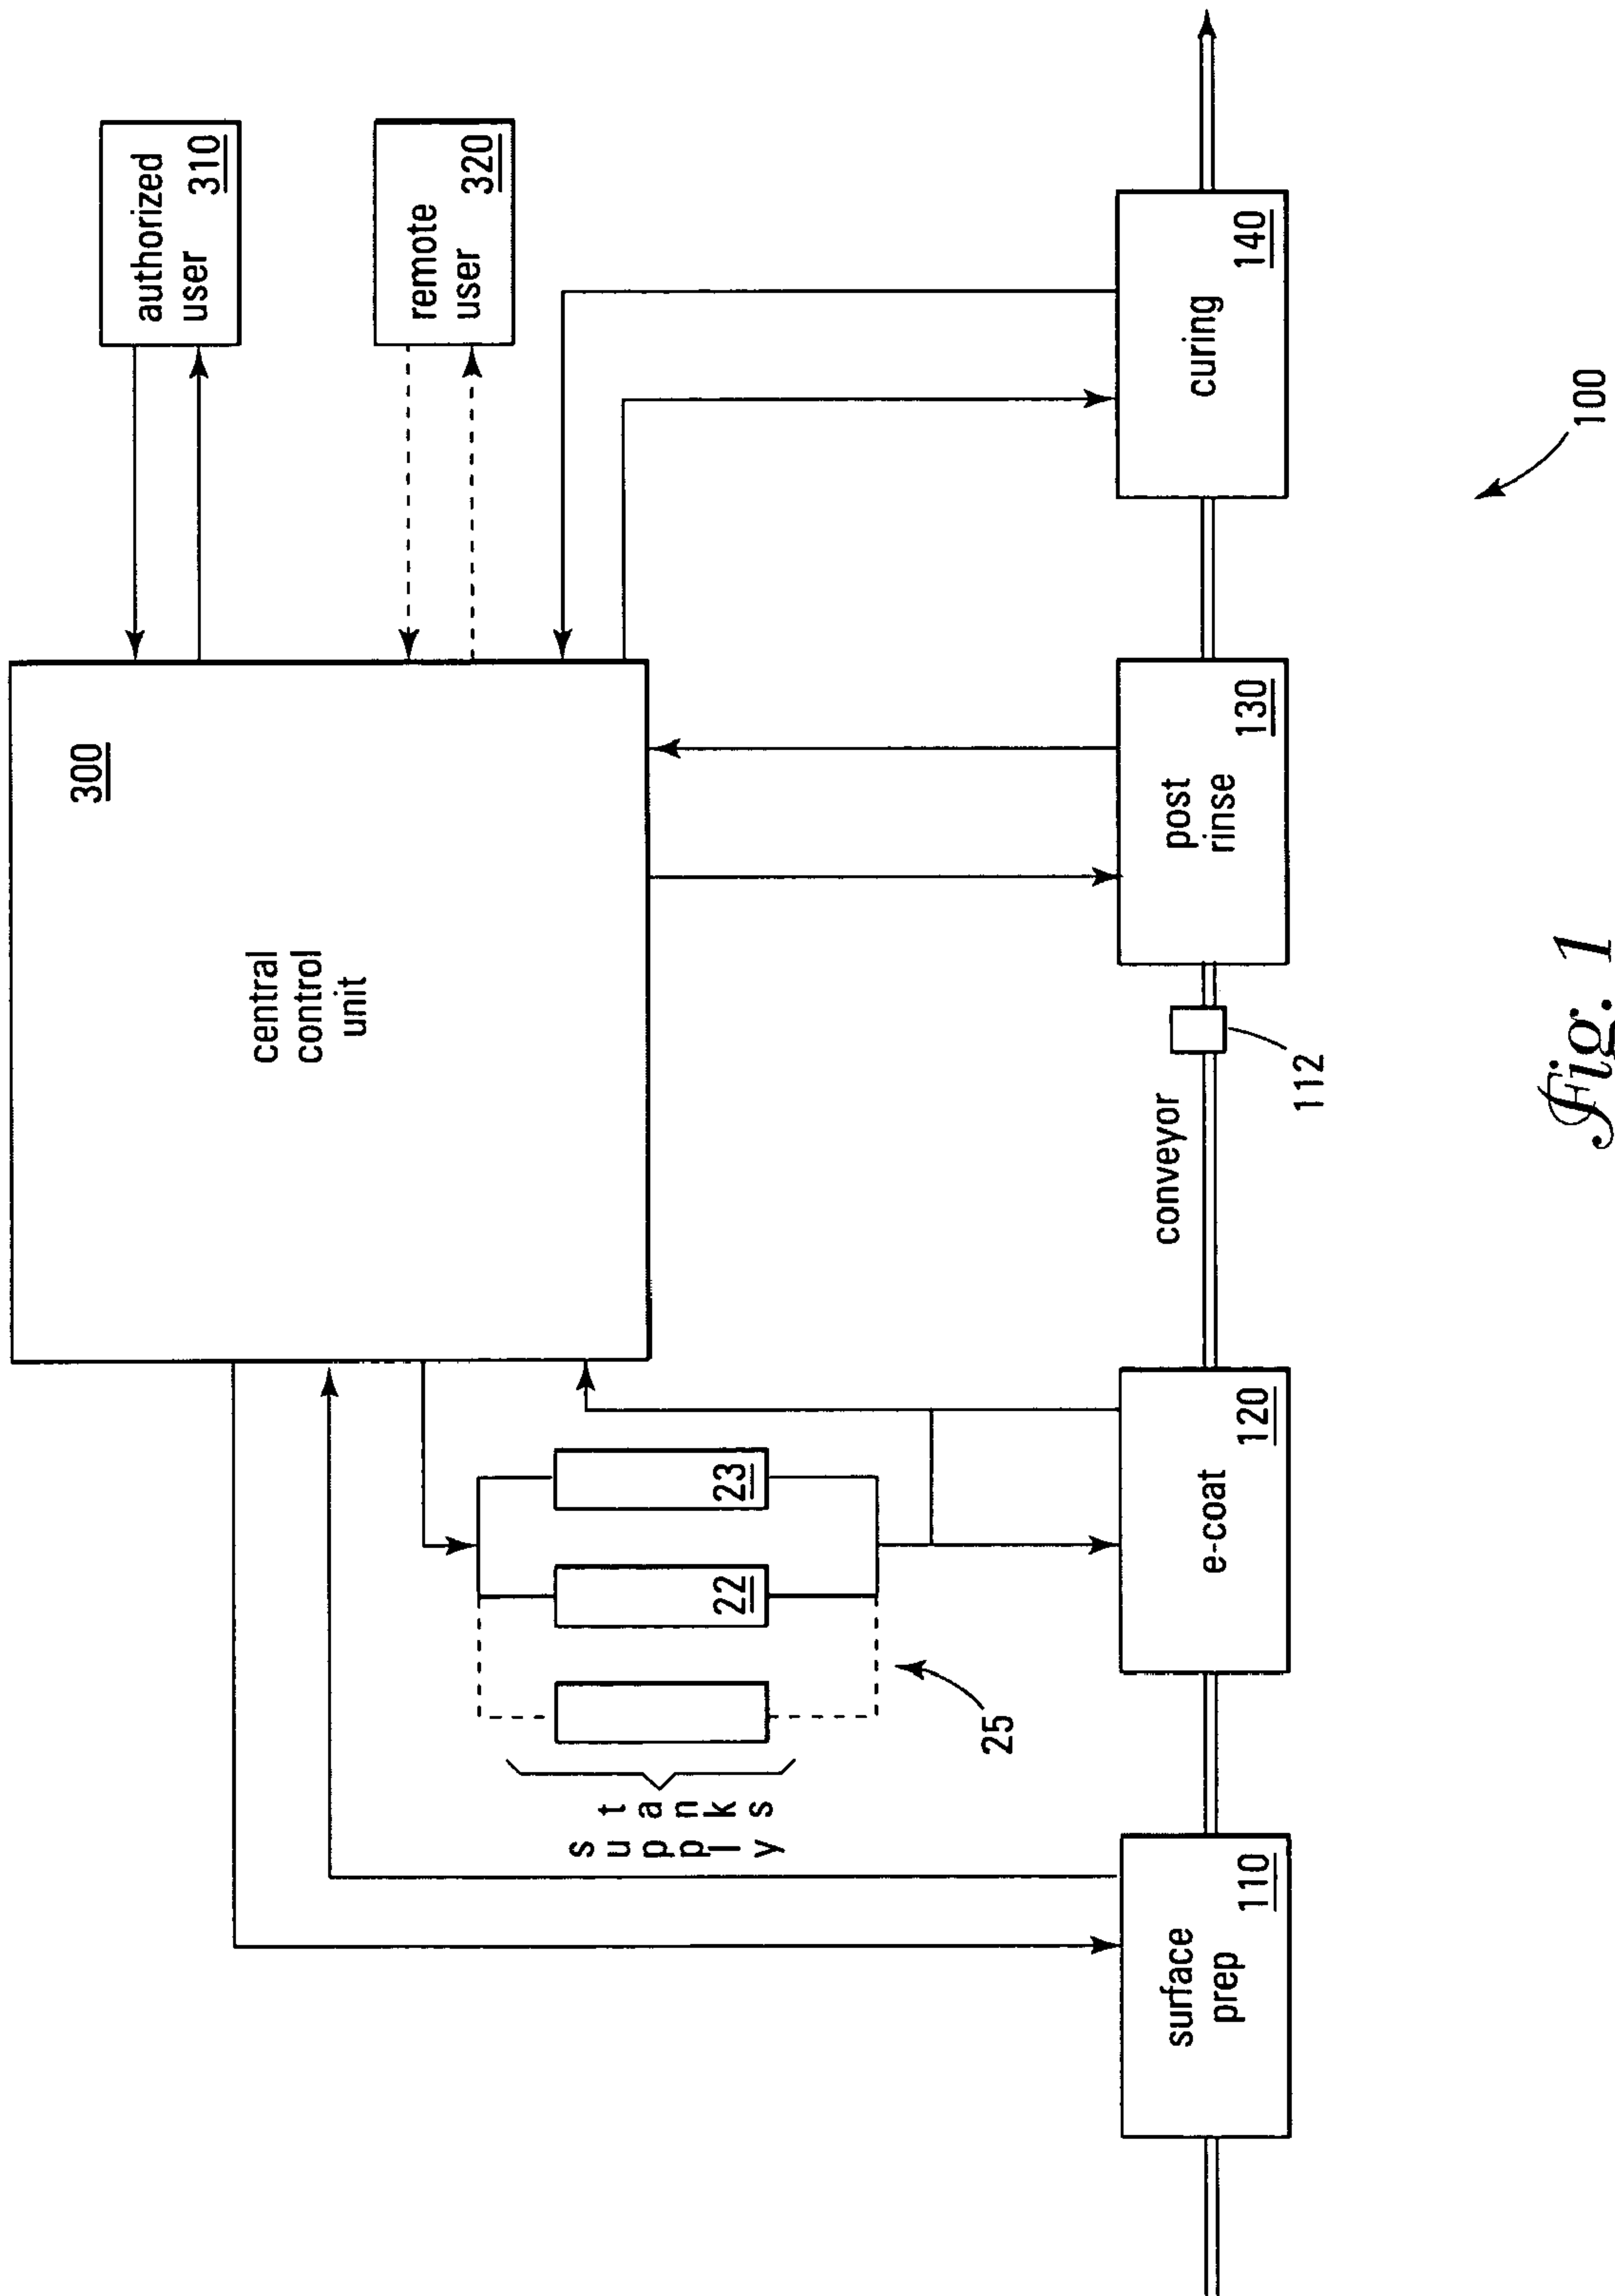 authorized
user 310
remote
user 320
300
central
control
unit
supply
tanks
23
22
25
surface
prep
110
e-coat
120
conveyor
112
post
rinse
130
curing
140
100
Fig. 1